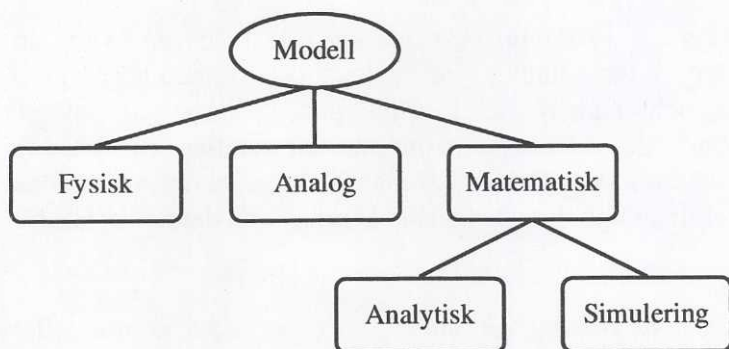 Modell
Fysisk
Analog
Matematisk
Analytisk
Simulering